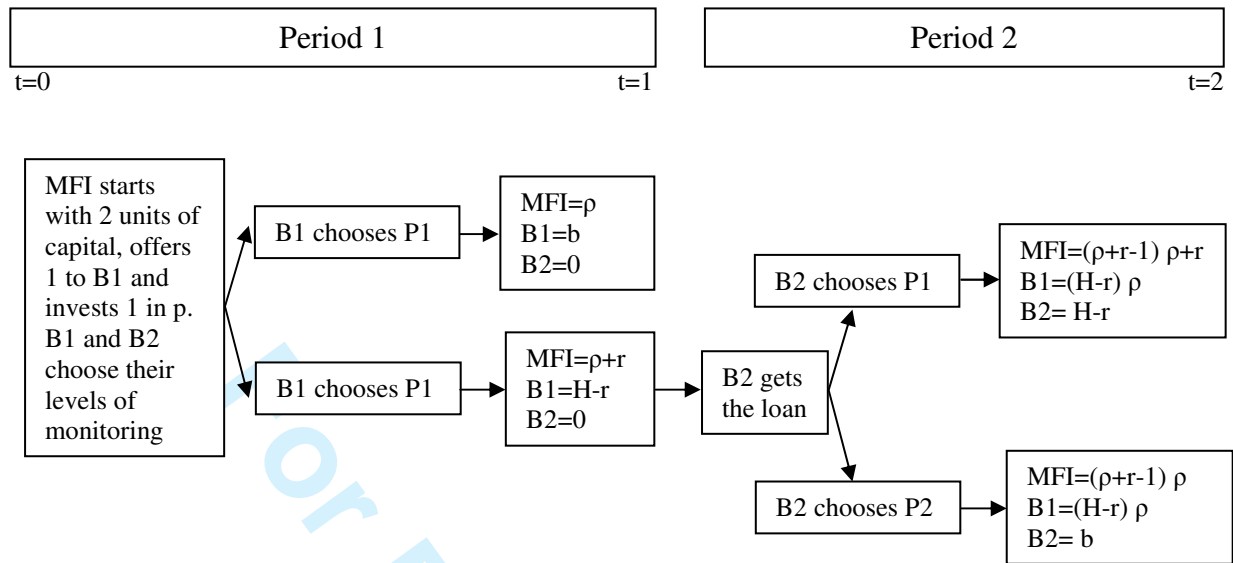 Period 1
Period 2
t=0
t=1
t=2
MFI starts
with 2 units of
capital, offers
1 to B1 and
invests 1 in p.
B1 and B2
choose their
levels of
monitoring
B1 chooses P1
MFI=ρ
B1=b
B2=0
B1 chooses P1
MFI=ρ+r
B1=H-r
B2=0
B2 gets
the loan
B2 chooses P1
MFI=(ρ+r-1) ρ+r
B1=(H-r) ρ
B2= H-r
B2 chooses P2
MFI=(ρ+r-1) ρ
B1=(H-r) ρ
B2= b
For